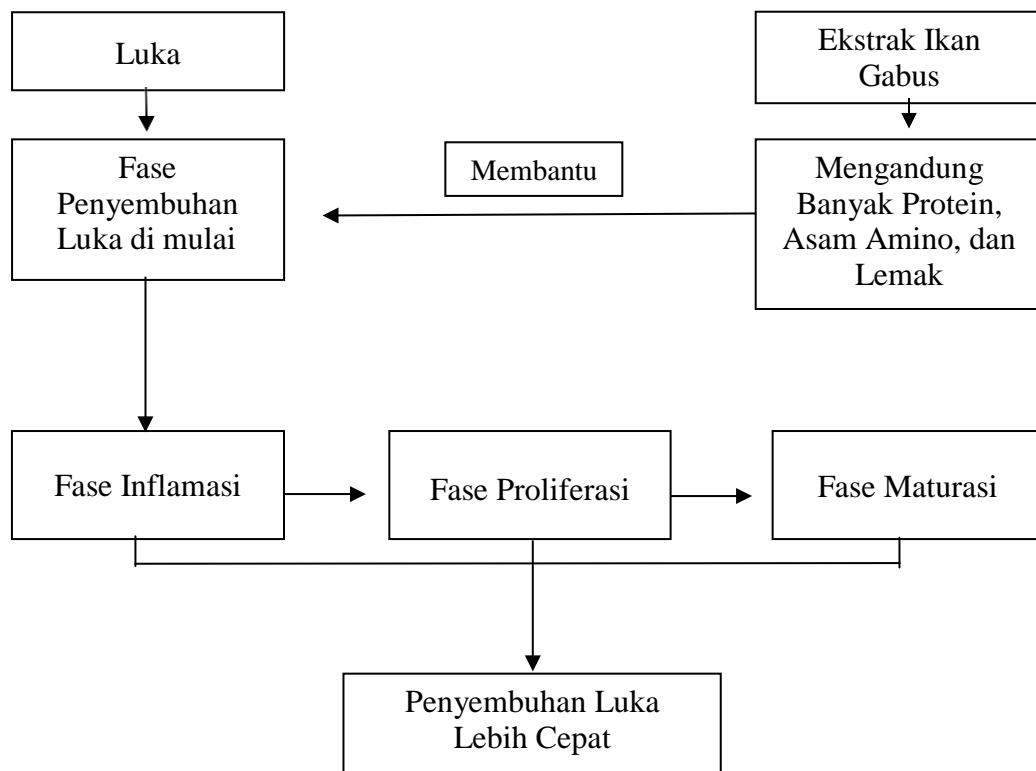 Luka
Ekstrak Ikan
Gabus
Fase
Penyembuhan
Luka di mulai
Membantu
Mengandung
Banyak Protein,
Asam Amino, dan
Lemak
Fase Inflamasi
Fase Proliferasi
Fase Maturasi
Penyembuhan Luka
Lebih Cepat